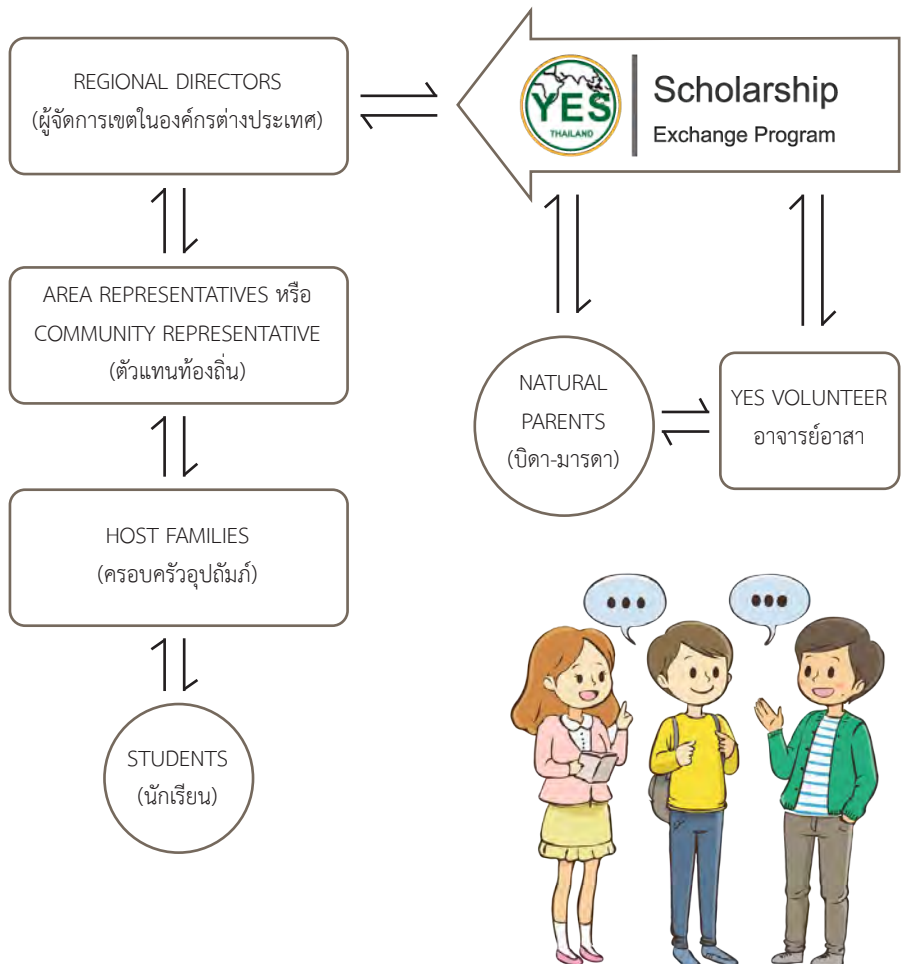 REGIONAL DIRECTORS
(ผู้จัดการเขตในองค์กรต่างประเทศ)
YES
THAILAND
Scholarship
Exchange Program
AREA REPRESENTATIVES หรือ
COMMUNITY REPRESENTATIVE
(ตัวแทนท้องถิ่น)
NATURAL
PARENTS
(บิดา-มารดา)
YES VOLUNTEER
อาจารย์อาสา
HOST FAMILIES
(ครอบครัวอุปถัมภ์)
STUDENTS
(นักเรียน)